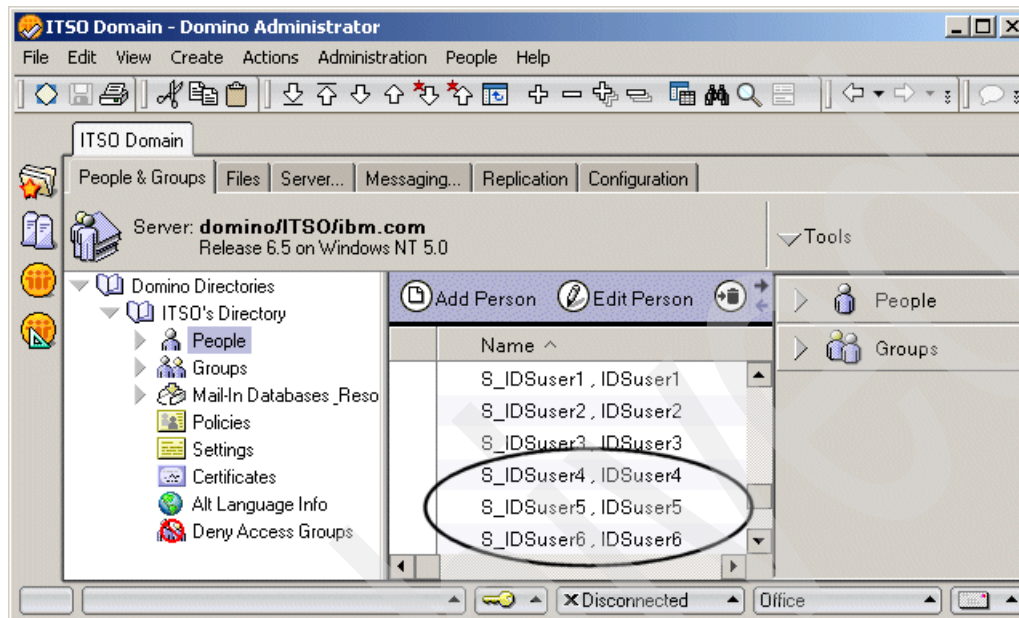 ITSO Domain - Domino Administrator
File Edit View Create Actions Administration People Help
ITSO Domain
People & Groups Files Server... Messaging... Replication Configuration
Server: domino/ITSO/ibm.com
Release 6.5 on Windows NT 5.0
Tools
Domino Directories
ITSO's Directory
People
Groups
Mail-In Databases_Reso
Policies
Settings
Certificates
Alt Language Info
Deny Access Groups
Add Person Edit Person
Name
S_IDSuser1 , IDSuser1
S_IDSuser2 , IDSuser2
S_IDSuser3 , IDSuser3
S_IDSuser4 , IDSuser4
S_IDSuser5 , IDSuser5
S_IDSuser6 , IDSuser6
People
Groups
Disconnected Office